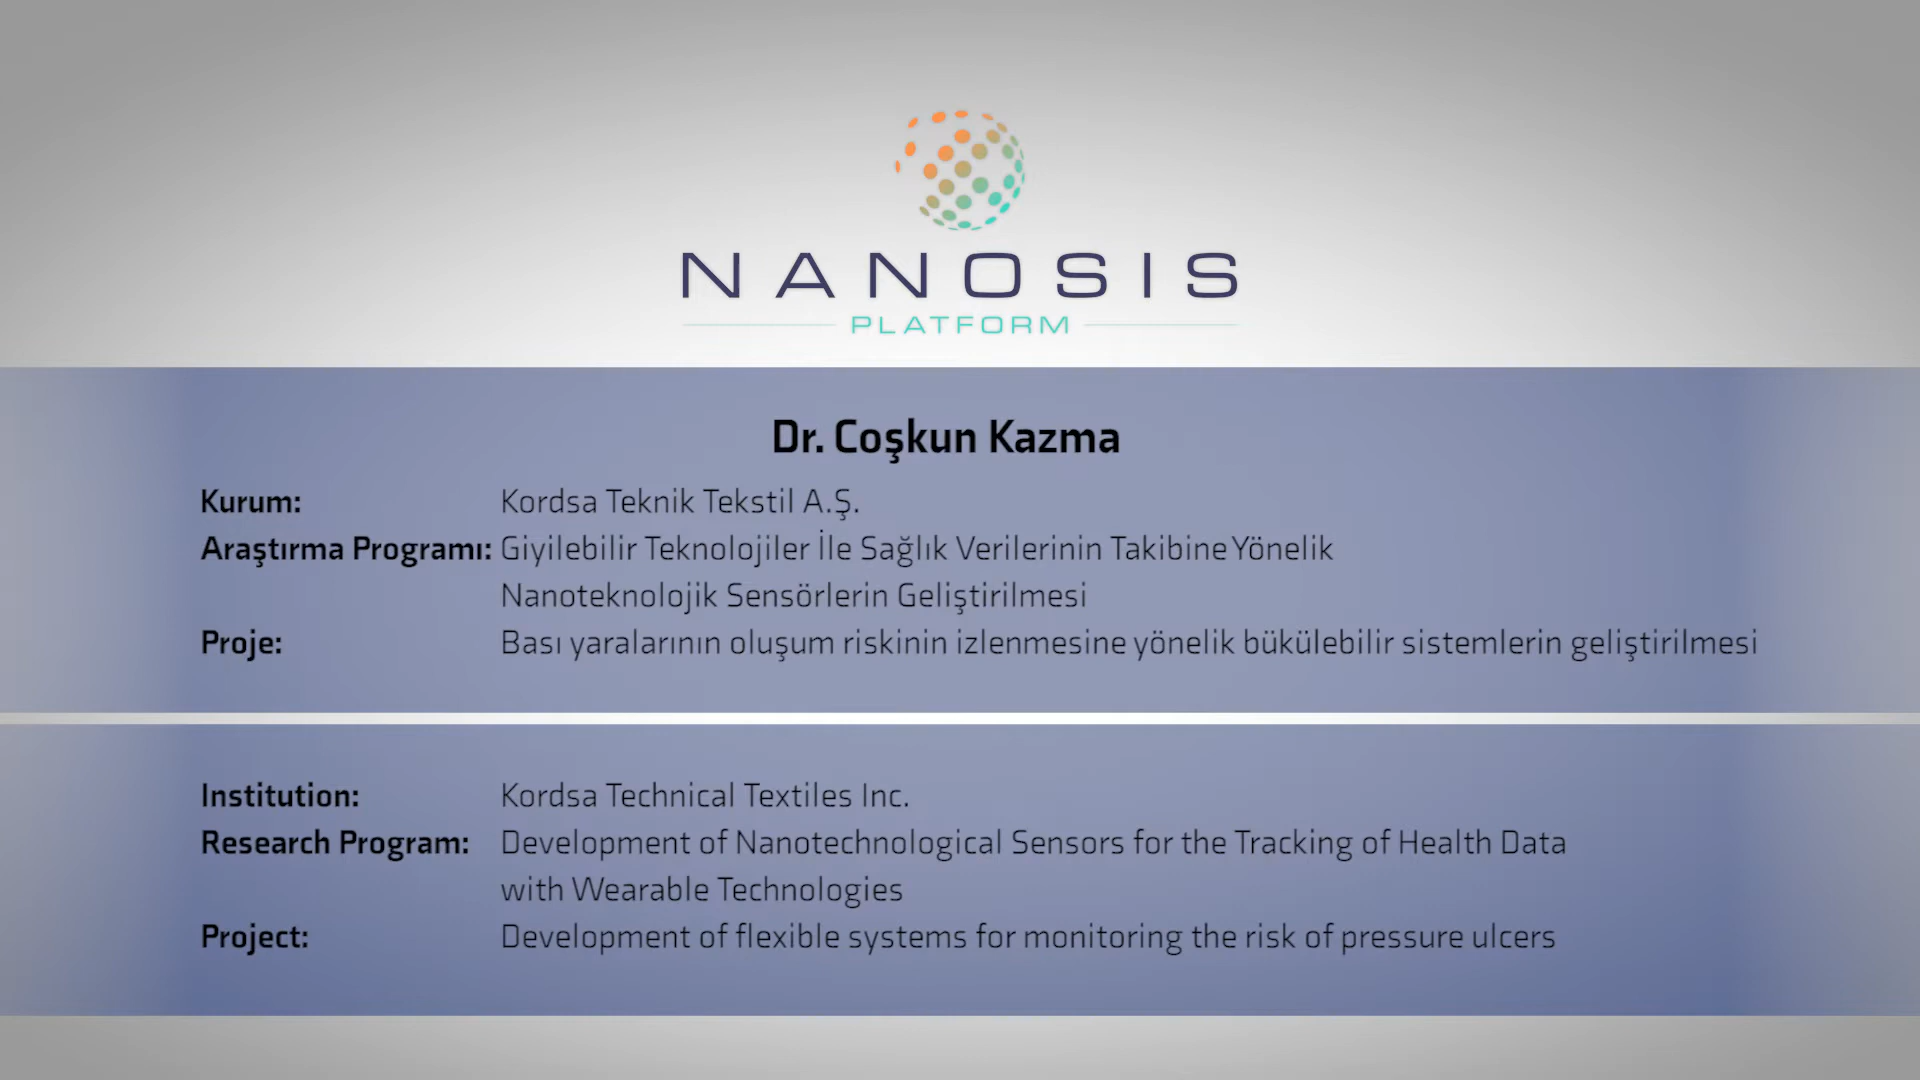 NANOSIS
PLATFORM
Dr. Coşkun Kazma
Kurum: Kordsa Teknik Tekstil A.Ş.
Araştırma Programı: Giyilebilir Teknolojiler İle Sağlık Verilerinin Takibine Yönelik
Nanoteknolojik Sensörlerin Geliştirilmesi
Proje: Bası yaralarının oluşum riskinin izlenmesine yönelik bükülebilir sistemlerin geliştirilmesi
Institution: Kordsa Technical Textiles Inc.
Research Program: Development of Nanotechnological Sensors for the Tracking of Health Data
with Wearable Technologies
Project: Development of flexible systems for monitoring the risk of pressure ulcers